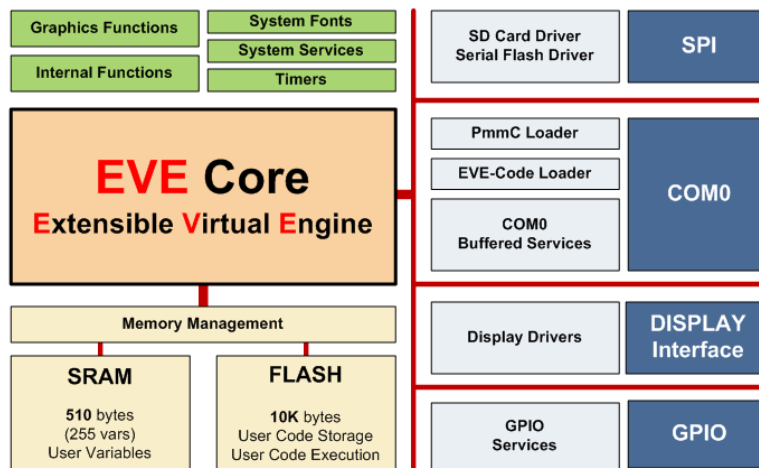 Graphics Functions
Internal Functions
System Fonts
System Services
Timers
EVE Core
Extensible Virtual Engine
Memory Management
SRAM
510 bytes
(255 vars)
User Variables
FLASH
10K bytes
User Code Storage
User Code Execution
SD Card Driver
Serial Flash Driver
SPI
PmmC Loader
EVE-Code Loader
COM0
Buffered Services
COM0
Display Drivers
DISPLAY
Interface
GPIO
Services
GPIO